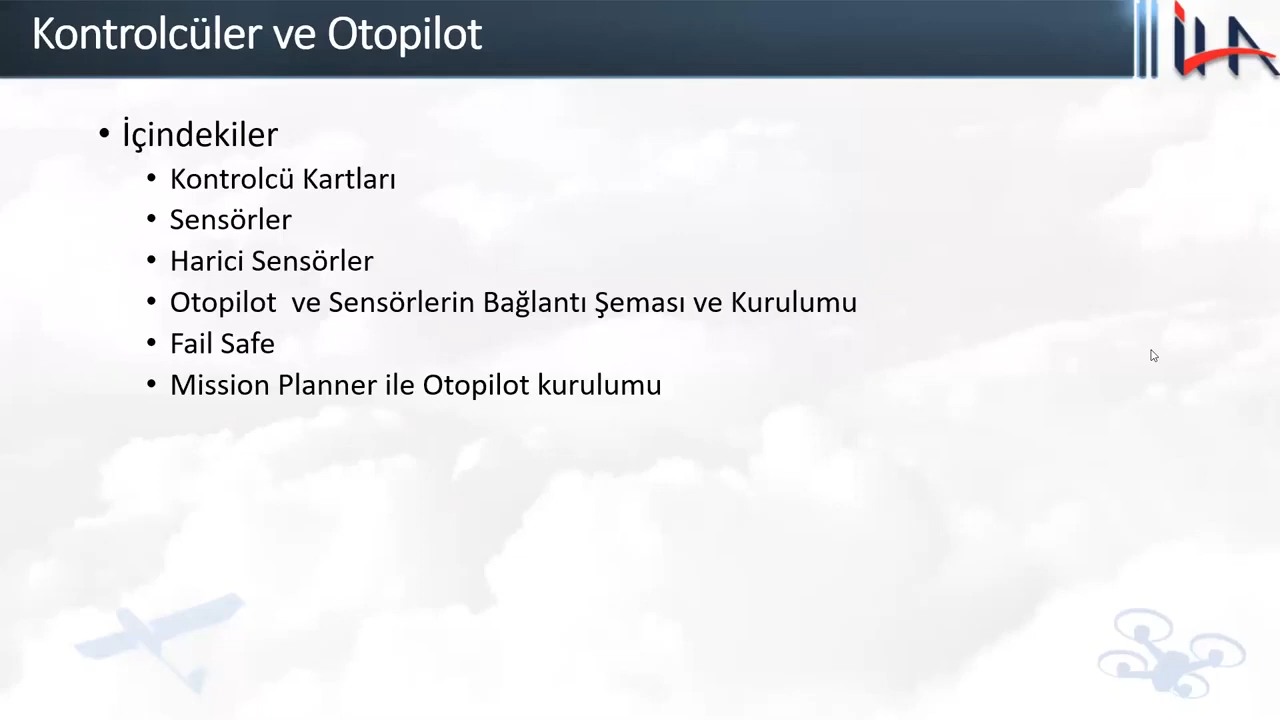 Kontrolcüler ve Otopilot
İHA
• İçindekiler
• Kontrolcü Kartları
• Sensörler
• Harici Sensörler
• Otopilot  ve Sensörlerin Bağlantı Şeması ve Kurulumu
• Fail Safe
• Mission Planner ile Otopilot kurulumu